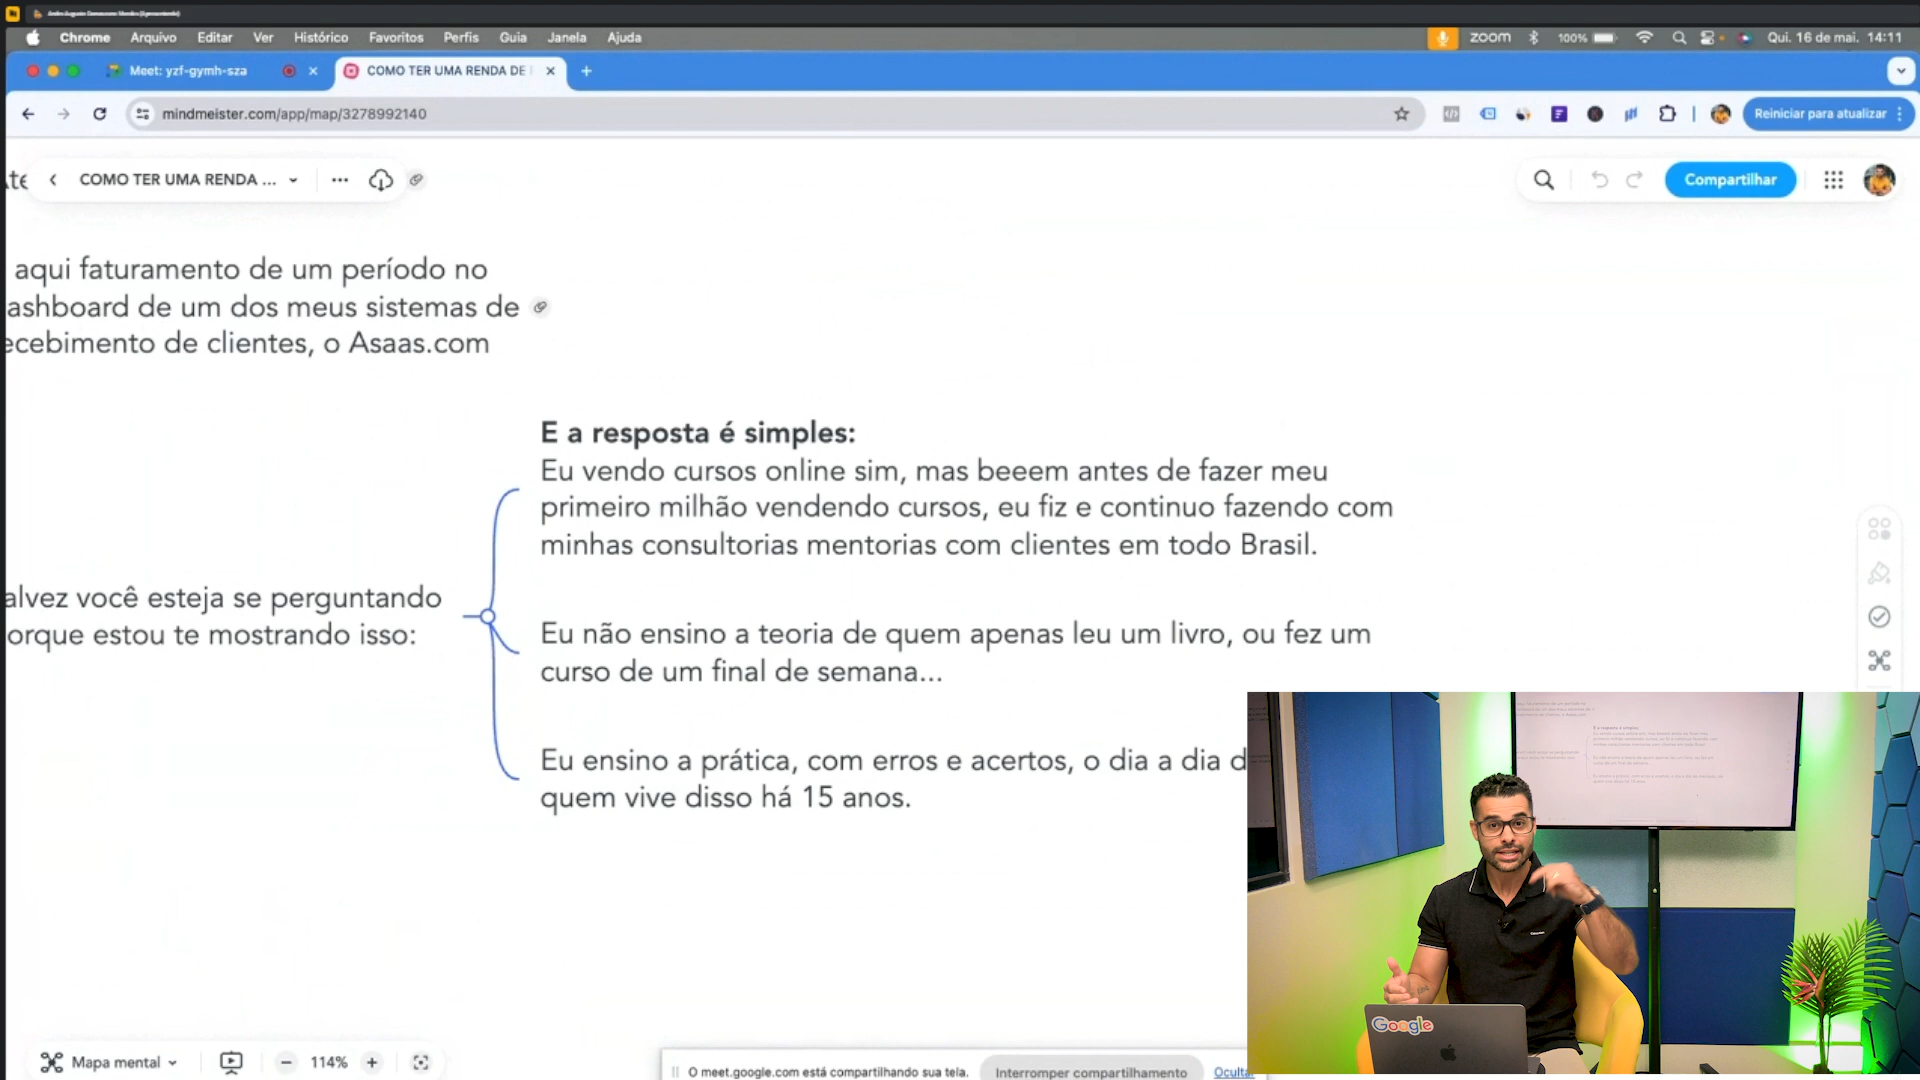 Chrome Arquivo Editar Ver Histórico Favoritos Perfis Guia Janela Ajuda
zoom 100% Qui. 16 de mai. 14:11
Meet: yzf-gymh-sza
COMO TER UMA RENDA DE
mindmeister.com/app/map/3278992140
Reiniciar para atualizar
COMO TER UMA RENDA ...
Compartilhar
aqui faturamento de um período no
ashboard de um dos meus sistemas de
ecebimento de clientes, o Asaas.com
E a resposta é simples:
Eu vendo cursos online sim, mas beeem antes de fazer meu
primeiro milhão vendendo cursos, eu fiz e continuo fazendo com
minhas consultorias mentorias com clientes em todo Brasil.
alvez você esteja se perguntando
orque estou te mostrando isso:
Eu não ensino a teoria de quem apenas leu um livro, ou fez um
curso de um final de semana...
Eu ensino a prática, com erros e acertos, o dia a dia d
quem vive disso há 15 anos.
Google
Mapa mental
114%
O meet.google.com está compartilhando sua tela.
Interromper compartilhamento
Ocultar